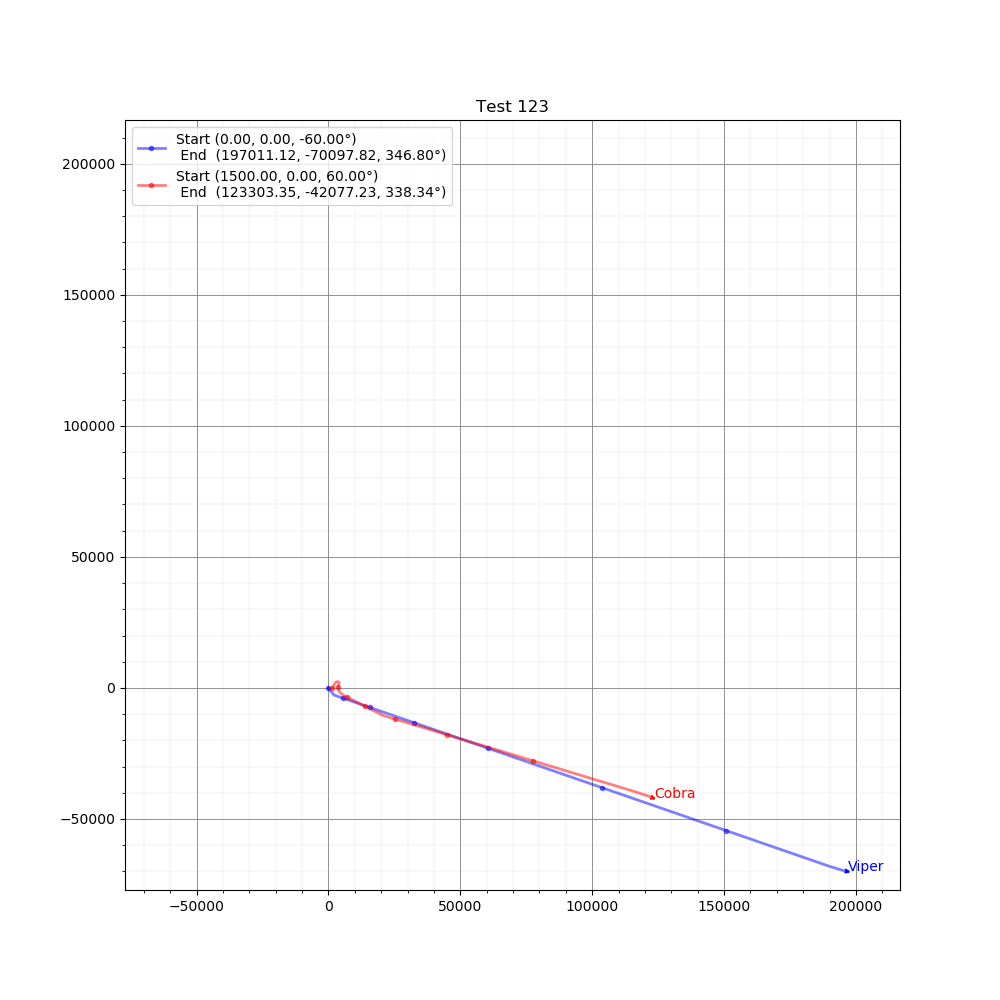 Test 123
Start (0.00, 0.00, -60.00°)
End (197011.12, -70097.82, 346.80°)
Start (1500.00, 0.00, 60.00°)
End (123303.35, -42077.23, 338.34°)
200000
150000
100000
50000
0
−50000
Cobra
Viper
−50000 0 50000 100000 150000 200000